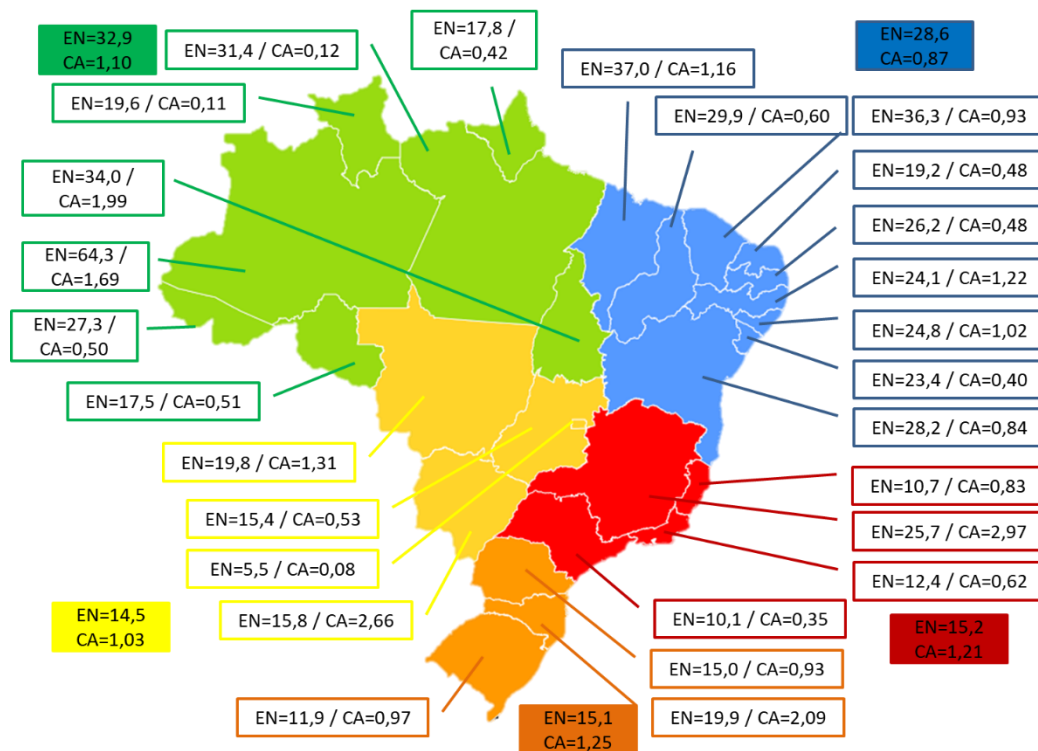 EN=32,9
CA=1,10
EN=31,4 / CA=0,12
EN=17,8 /
CA=0,42
EN=28,6
CA=0,87
EN=37,0 / CA=1,16
EN=19,6 / CA=0,11
EN=29,9 / CA=0,60
EN=36,3 / CA=0,93
EN=19,2 / CA=0,48
EN=34,0 /
CA=1,99
EN=26,2 / CA=0,48
EN=64,3 /
CA=1,69
EN=24,1 / CA=1,22
EN=27,3 /
CA=0,50
EN=24,8 / CA=1,02
EN=23,4 / CA=0,40
EN=17,5 / CA=0,51
EN=28,2 / CA=0,84
EN=19,8 / CA=1,31
EN=10,7 / CA=0,83
EN=15,4 / CA=0,53
EN=25,7 / CA=2,97
EN=5,5 / CA=0,08
EN=12,4 / CA=0,62
EN=14,5
CA=1,03
EN=15,8 / CA=2,66
EN=10,1 / CA=0,35
EN=15,2
CA=1,21
EN=15,0 / CA=0,93
EN=11,9 / CA=0,97
EN=15,1
CA=1,25
EN=19,9 / CA=2,09